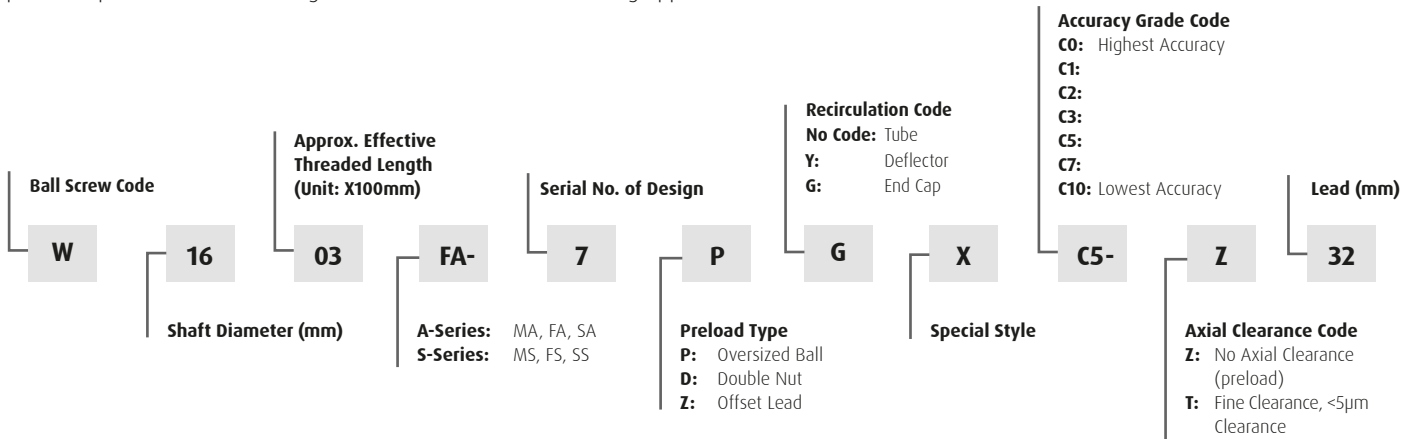 Accuracy Grade Code
C0: Highest Accuracy
C1:
C2:
C3:
C5:
C7:
C10: Lowest Accuracy
Recirculation Code
No Code: Tube
Y: Deflector
G: End Cap
Approx. Effective
Threaded Length
(Unit: X100mm)
Ball Screw Code
Serial No. of Design
Lead (mm)
W 16 03 FA- 7 P G X C5- Z 32
Shaft Diameter (mm)
A-Series: MA, FA, SA
S-Series: MS, FS, SS
Preload Type
P: Oversized Ball
D: Double Nut
Z: Offset Lead
Special Style
Axial Clearance Code
Z: No Axial Clearance
(preload)
T: Fine Clearance, <5µm
Clearance